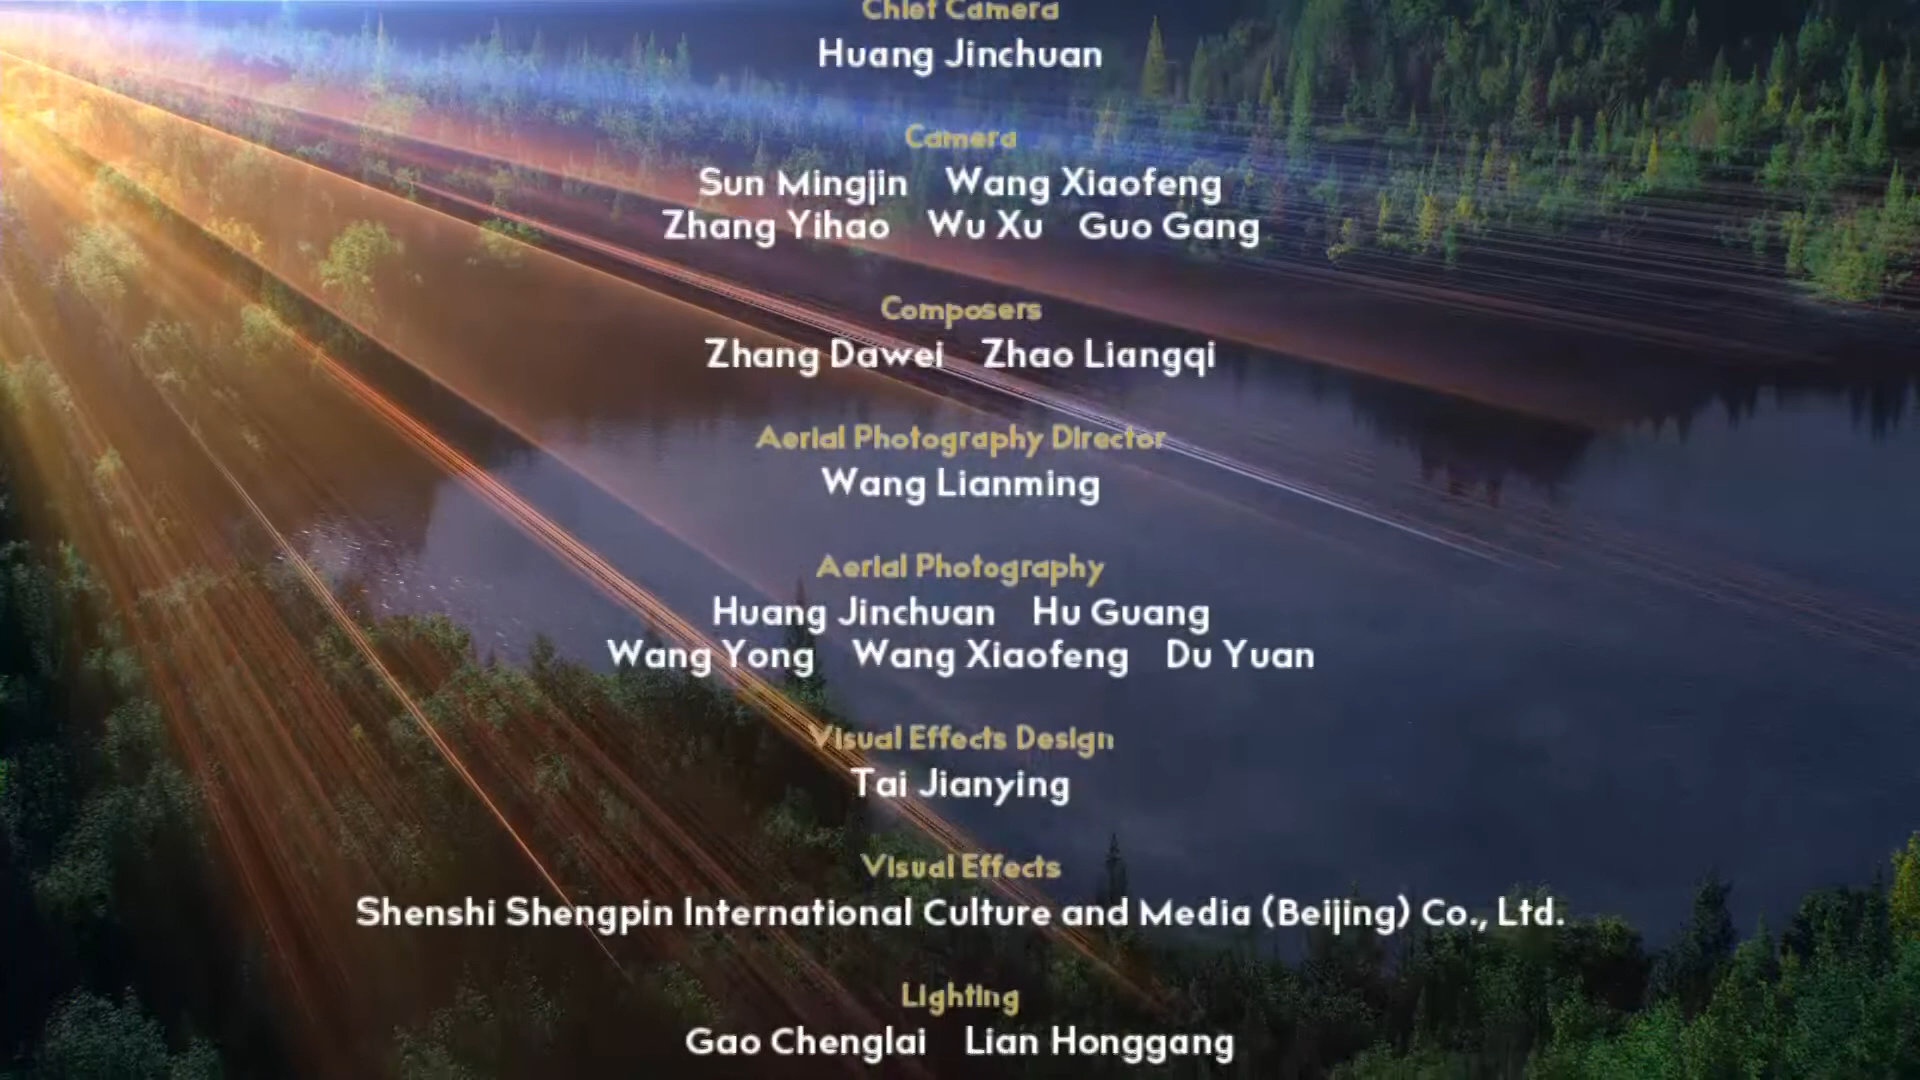 Chief Camera
Huang Jinchuan
Camera
Sun Mingjin Wang Xiaofeng
Zhang Yihao Wu Xu Guo Gang
Composers
Zhang Dawei Zhao Liangqi
Aerial Photography Director
Wang Lianming
Aerial Photography
Huang Jinchuan Hu Guang
Wang Yong Wang Xiaofeng Du Yuan
Visual Effects Design
Tai Jianying
Visual Effects
Shenshi Shengpin International Culture and Media (Beijing) Co., Ltd.
Lighting
Gao Chenglai Lian Honggang